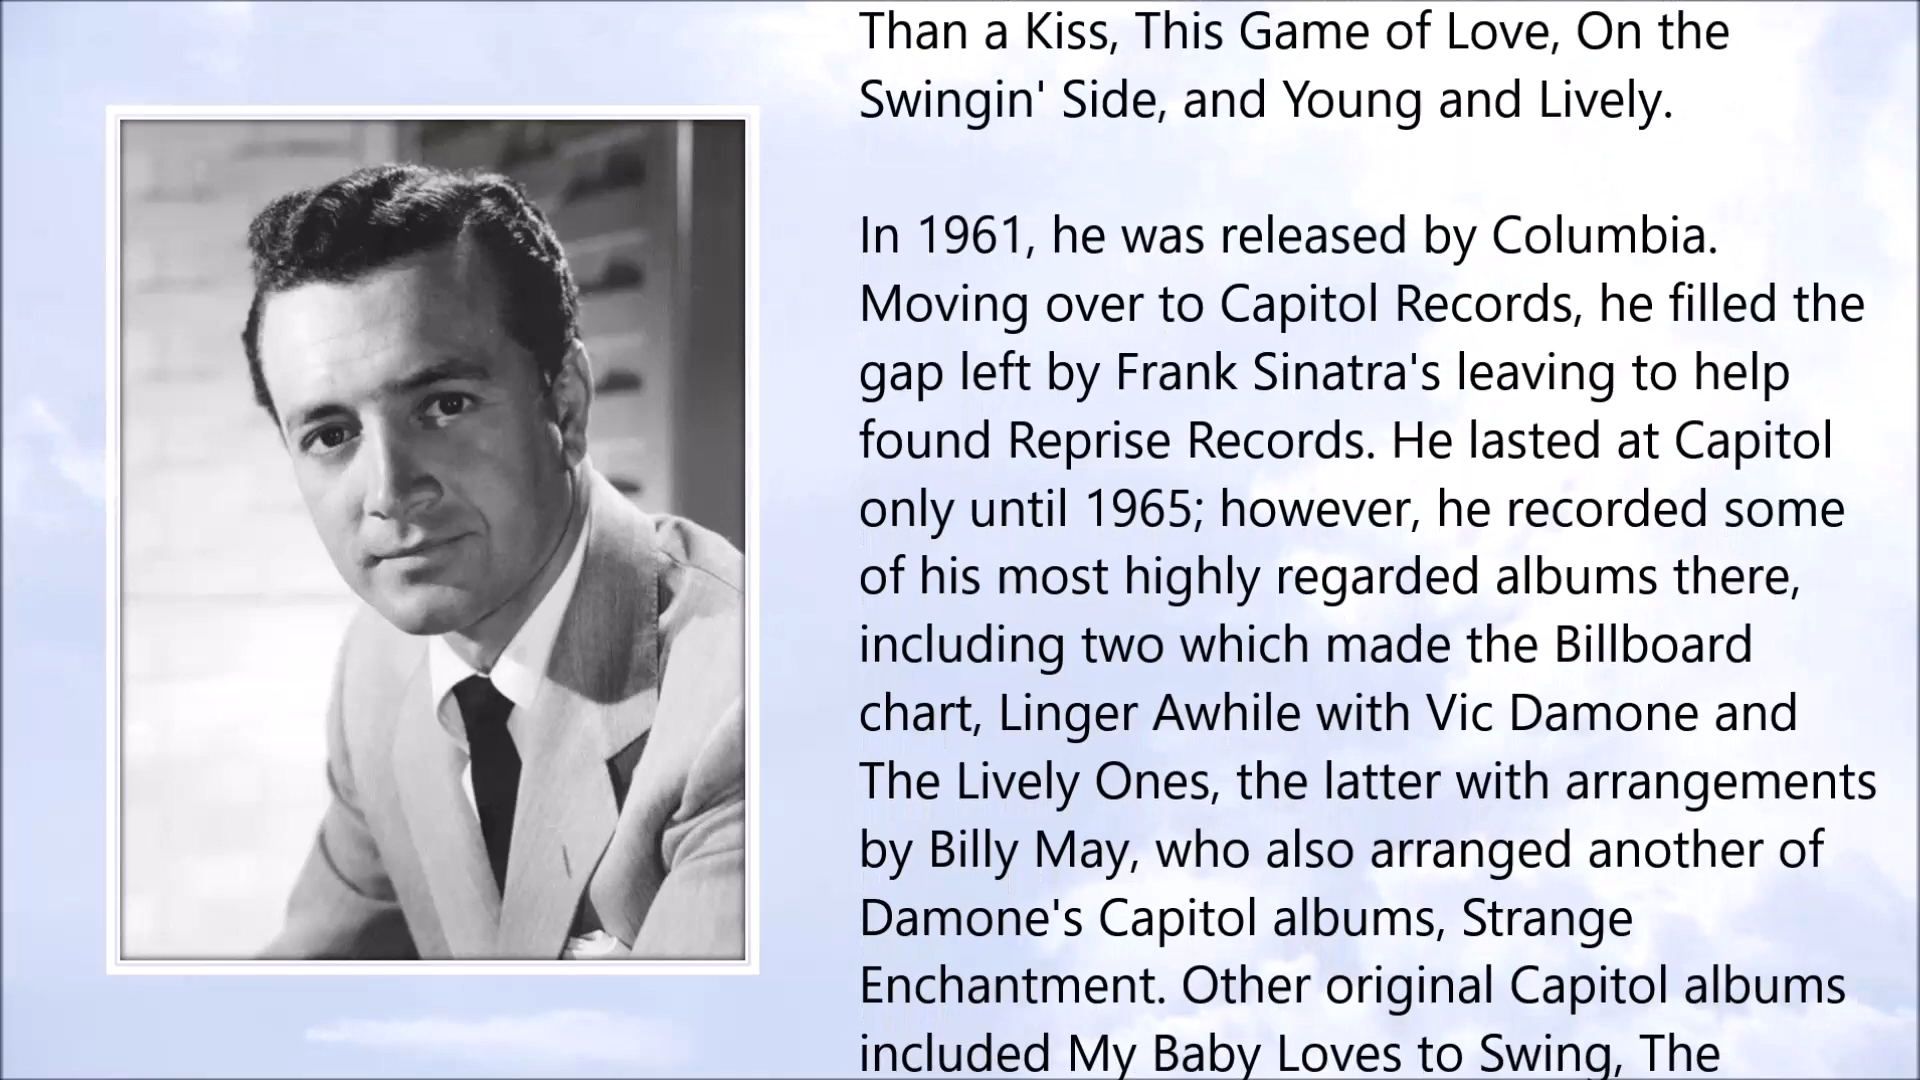 Than a Kiss, This Game of Love, On the
Swingin' Side, and Young and Lively.
In 1961, he was released by Columbia.
Moving over to Capitol Records, he filled the
gap left by Frank Sinatra's leaving to help
found Reprise Records. He lasted at Capitol
only until 1965; however, he recorded some
of his most highly regarded albums there,
including two which made the Billboard
chart, Linger Awhile with Vic Damone and
The Lively Ones, the latter with arrangements
by Billy May, who also arranged another of
Damone's Capitol albums, Strange
Enchantment. Other original Capitol albums
included My Baby Loves to Swing, The